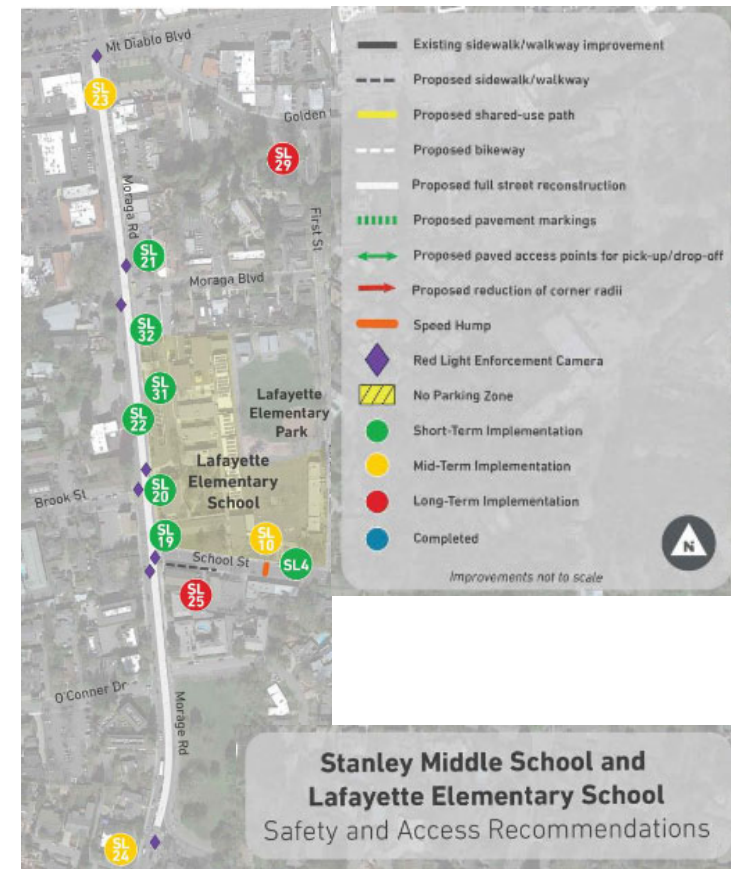 Mt Diablo Blvd
SL
23
Golden
SL
29
Moraga Rd
First St
SL
21
Moraga Blvd
SL
32
SL
31
Lafayette
Elementary
Park
SL
22
Lafayette
Elementary
School
Brook St
SL
20
SL
19
SL
10
School St
SL4
SL
25
O'Conner Dr
Morage Rd
SL
24
Existing sidewalk/walkway improvement
Proposed sidewalk/walkway
Proposed shared-use path
Proposed bikeway
Proposed full street reconstruction
Proposed pavement markings
Proposed paved access points for pick-up/drop-off
Proposed reduction of corner radii
Speed Hump
Red Light Enforcement Camera
No Parking Zone
Short-Term Implementation
Mid-Term Implementation
Long-Term Implementation
Completed
N
Improvements not to scale
Stanley Middle School and
Lafayette Elementary School
Safety and Access Recommendations